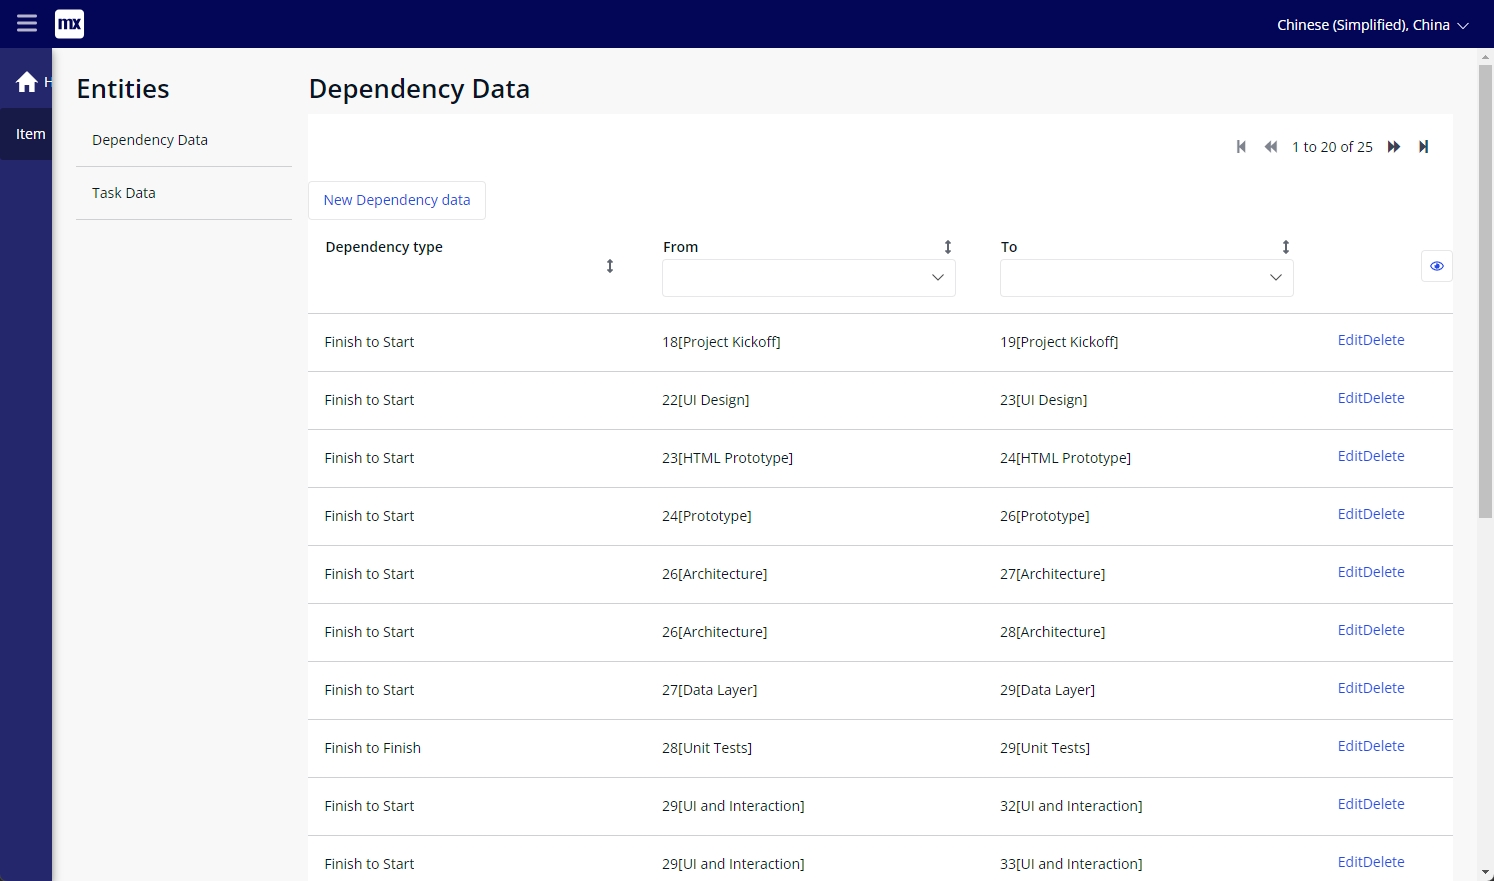 mx
Chinese (Simplified), China
H
Item
Entities
Dependency Data
Task Data
Dependency Data
1 to 20 of 25
New Dependency data
Dependency type From To
Finish to Start 18[Project Kickoff] 19[Project Kickoff] EditDelete
Finish to Start 22[UI Design] 23[UI Design] EditDelete
Finish to Start 23[HTML Prototype] 24[HTML Prototype] EditDelete
Finish to Start 24[Prototype] 26[Prototype] EditDelete
Finish to Start 26[Architecture] 27[Architecture] EditDelete
Finish to Start 26[Architecture] 28[Architecture] EditDelete
Finish to Start 27[Data Layer] 29[Data Layer] EditDelete
Finish to Finish 28[Unit Tests] 29[Unit Tests] EditDelete
Finish to Start 29[UI and Interaction] 32[UI and Interaction] EditDelete
Finish to Start 29[UI and Interaction] 33[UI and Interaction] EditDelete